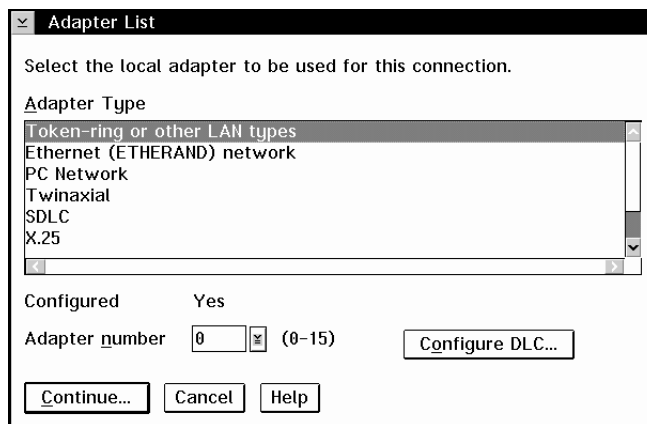 Adapter List
Select the local adapter to be used for this connection.
Adapter Type
Token-ring or other LAN types
Ethernet (ETHERAND) network
PC Network
Twinaxial
SDLC
X.25
Configured Yes
Adapter number 0 (0-15) Configure DLC...
Continue... Cancel Help